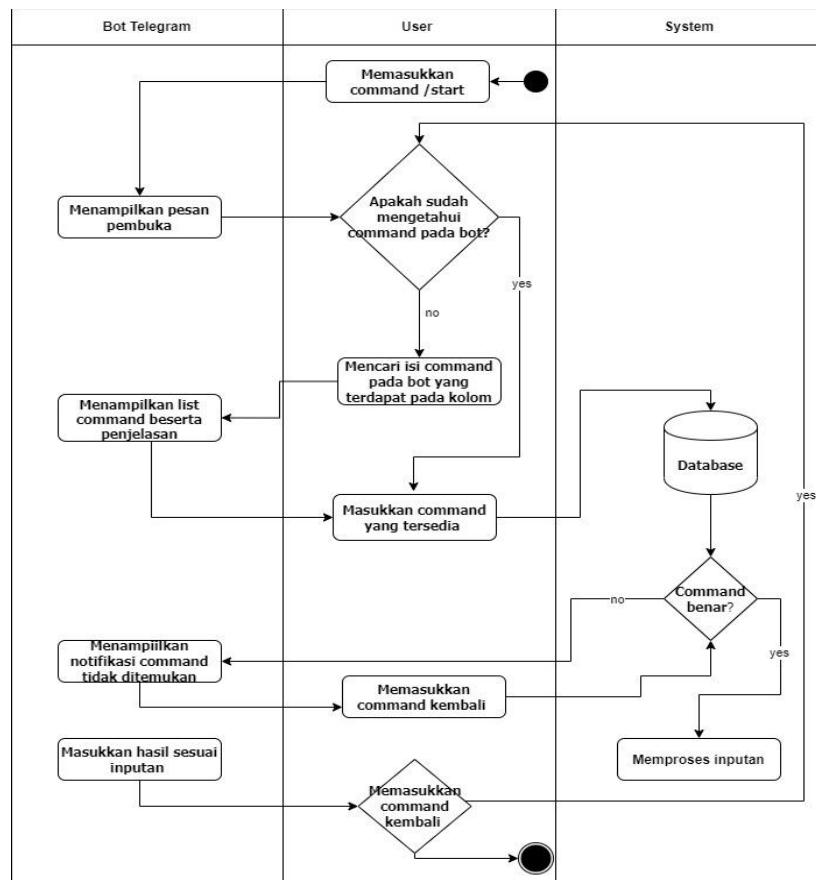 Bot Telegram
User
System
Memasukkan
command /start
Menampilkan pesan
pembuka
Apakah sudah
mengetahui
command pada bot?
yes
no
Mencari isi command
pada bot yang
terdapat pada kolom
Menampilkan list
command beserta
penjelasan
Database
Masukkan command
yang tersedia
yes
Command
benar?
no
yes
Menampiilkan
notifikasi command
tidak ditemukan
Memasukkan
command kembali
Masukkan hasil sesuai
inputan
Memproses inputan
Memasukkan
command
kembali